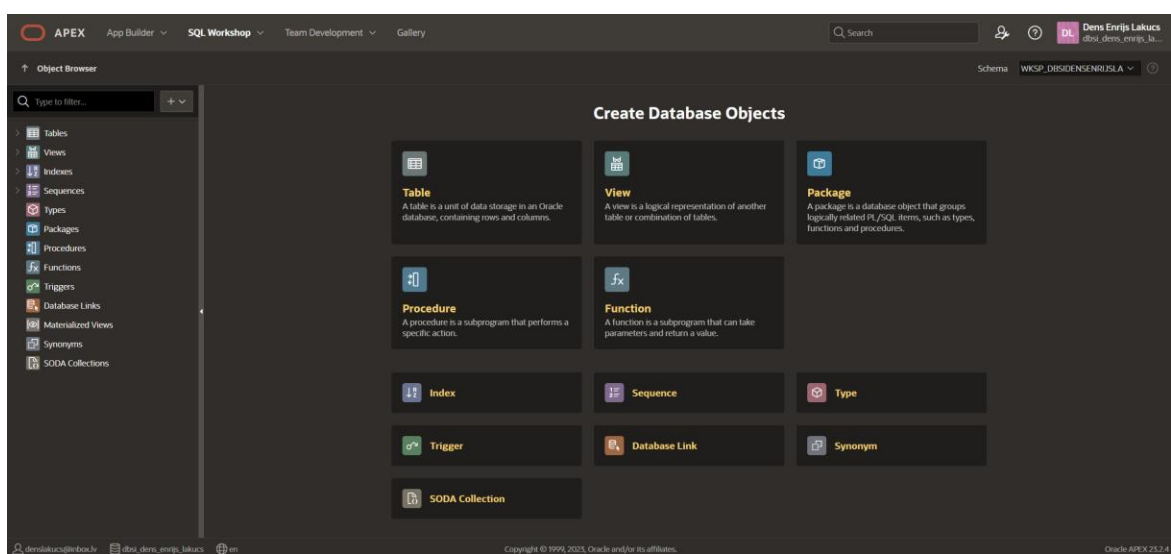 APEX App Builder SQL Workshop Team Development Gallery Search DL Dens Enrijs Lakucs
dbsi_dens_enrijs_la...
Object Browser Schema WKSP_DBSIDENSENRIJSLA
Type to filter...
Create Database Objects
Tables
Views
Indexes
Sequences
Types
Packages
Procedures
Functions
Triggers
Database Links
Materialized Views
Synonyms
SODA Collections
Table
A table is a unit of data storage in an Oracle
database, containing rows and columns.
View
A view is a logical representation of another
table or combination of tables.
Package
A package is a database object that groups
logically related PL/SQL items, such as types,
functions and procedures.
Procedure
A procedure is a subprogram that performs a
specific action.
Function
A function is a subprogram that can take
parameters and return a value.
Index
Sequence
Type
Trigger
Database Link
Synonym
SODA Collection
denslakucs@inbox.lv dbsi_dens_enrijs_lakucs en Copyright © 1999, 2023, Oracle and/or its affiliates. Oracle APEX 23.2.4